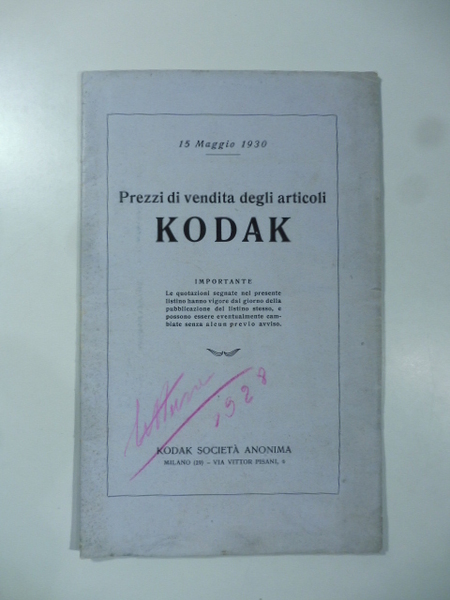 15 Maggio 1930
Prezzi di vendita degli articoli
KODAK
IMPORTANTE
Le quotazioni segnate nel presente
listino hanno vigore dal giorno della
pubblicazione del listino stesso, e
possono essere eventualmente cam-
biate senza alcun previo avviso.
1928
KODAK SOCIETÀ ANONIMA
MILANO (29) - VIA VITTOR PISANI, 6